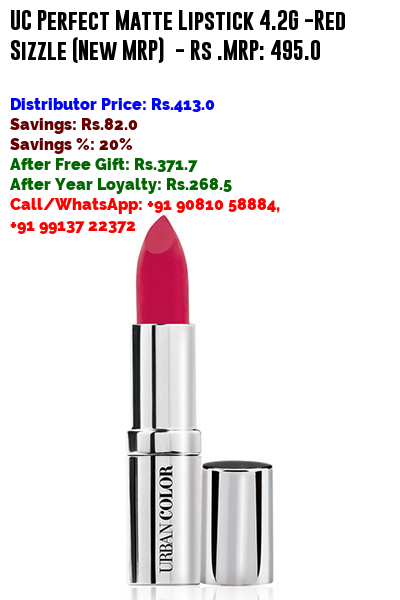 UC Perfect Matte Lipstick 4.2G -Red
Sizzle (New MRP) - Rs .MRP: 495.0
Distributor Price: Rs.413.0
Savings: Rs.82.0
Savings %: 20%
After Free Gift: Rs.371.7
After Year Loyalty: Rs.268.5
Call/WhatsApp: +91 90810 58884,
+91 99137 22372
URBAN COLOR